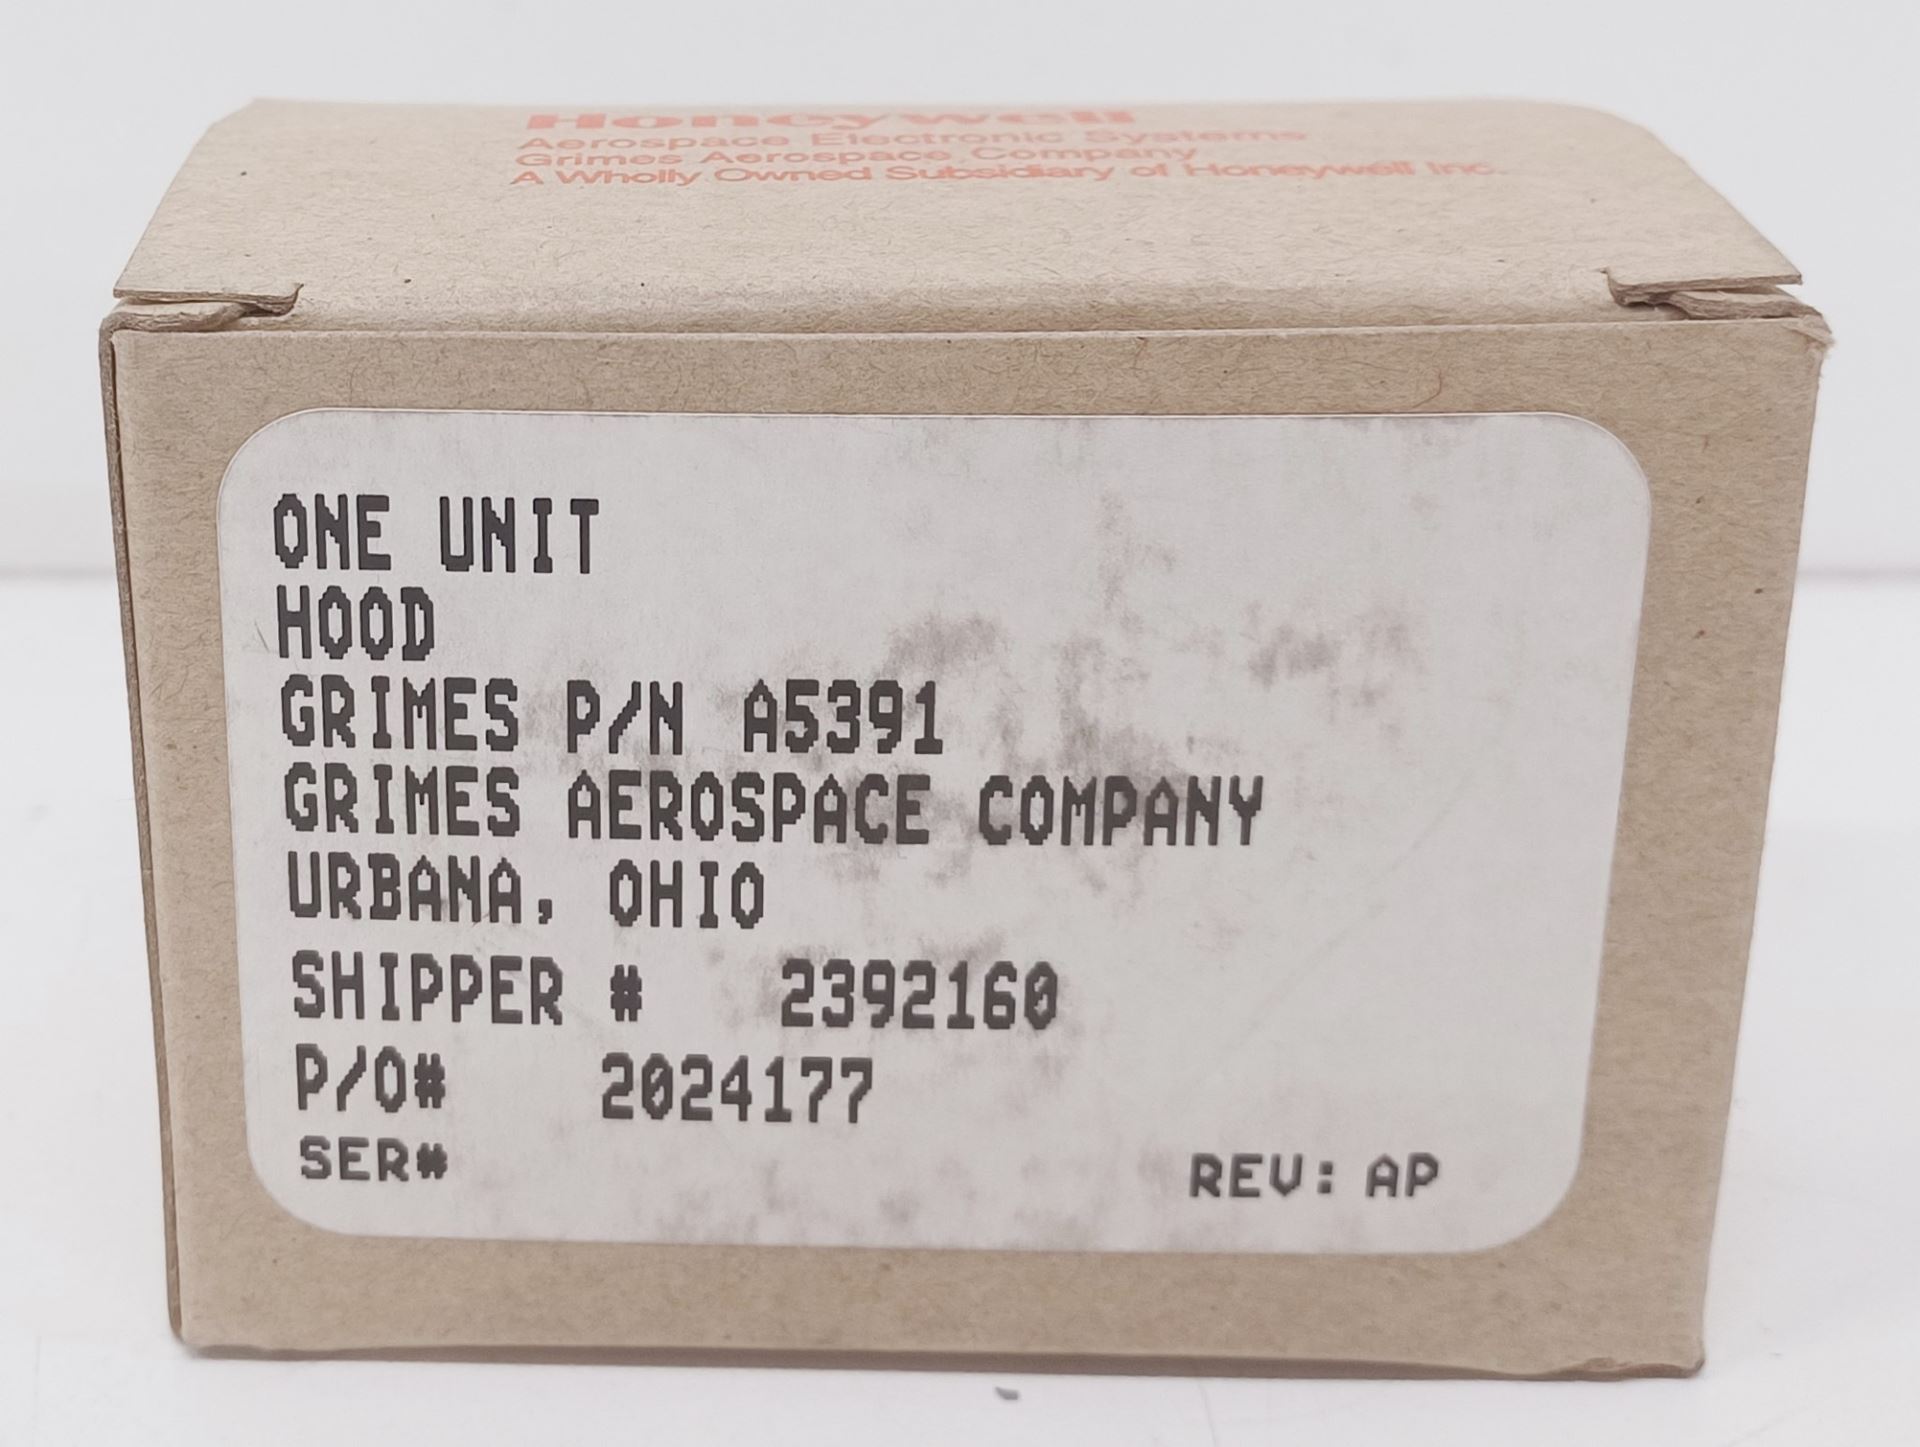 Honeywell
Aerospace Electronic Systems
Grimes Aerospace Company
A Wholly Owned Subsidiary of Honeywell Inc.
ONE UNIT
HOOD
GRIMES P/N A5391
GRIMES AEROSPACE COMPANY
URBANA, OHIO
SHIPPER # 2392160
P/O# 2024177
SER# REV: AP